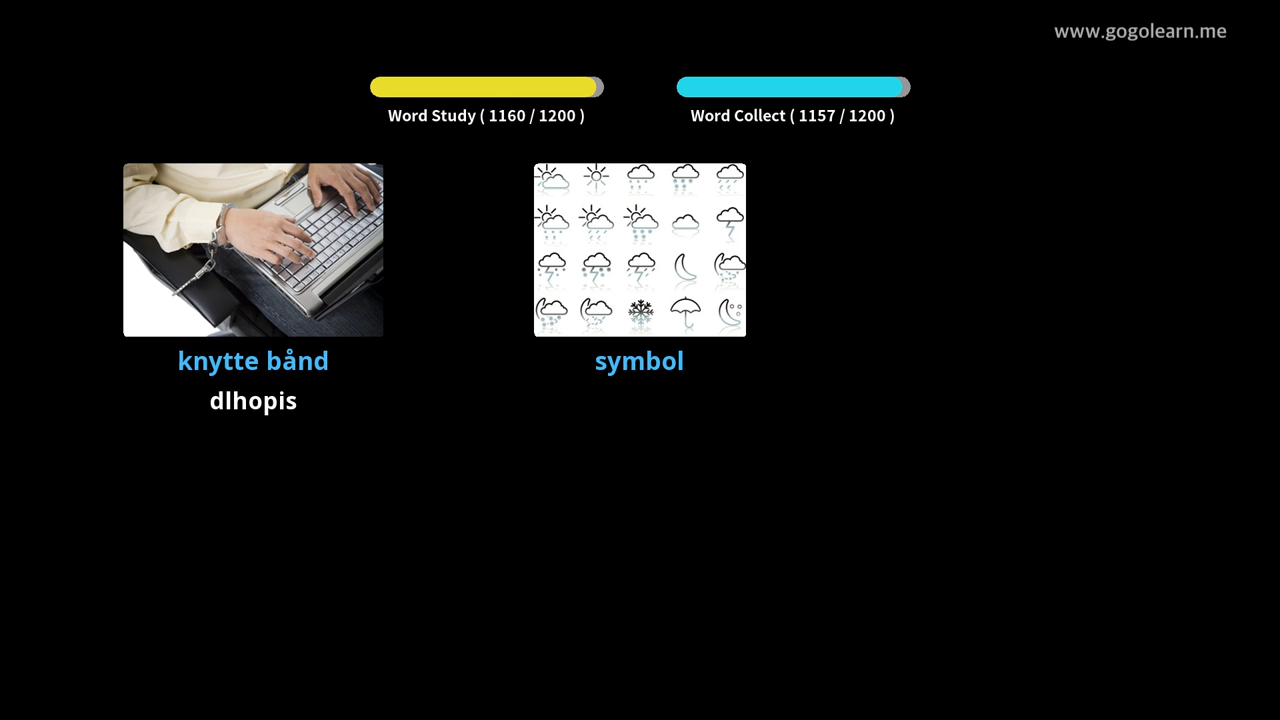 www.gogolearn.me
Word Study ( 1160 / 1200 )
Word Collect ( 1157 / 1200 )
knytte bånd
symbol
dlhopis